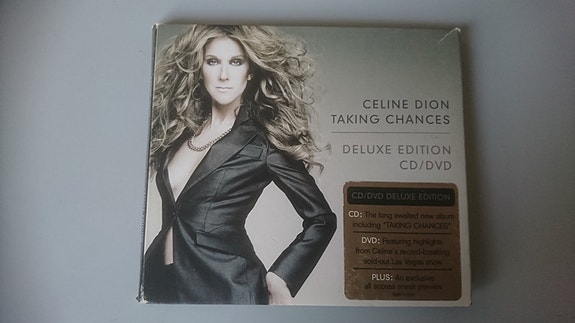 CELINE DION
TAKING CHANCES
DELUXE EDITION
CD/DVD
CD/DVD DELUXE EDITION
CD: The long awaited new album
including "TAKING CHANCES"
DVD: Featuring highlights
from Celine's record-breaking
sold-out Las Vegas show
PLUS: An exclusive
all access sneak preview